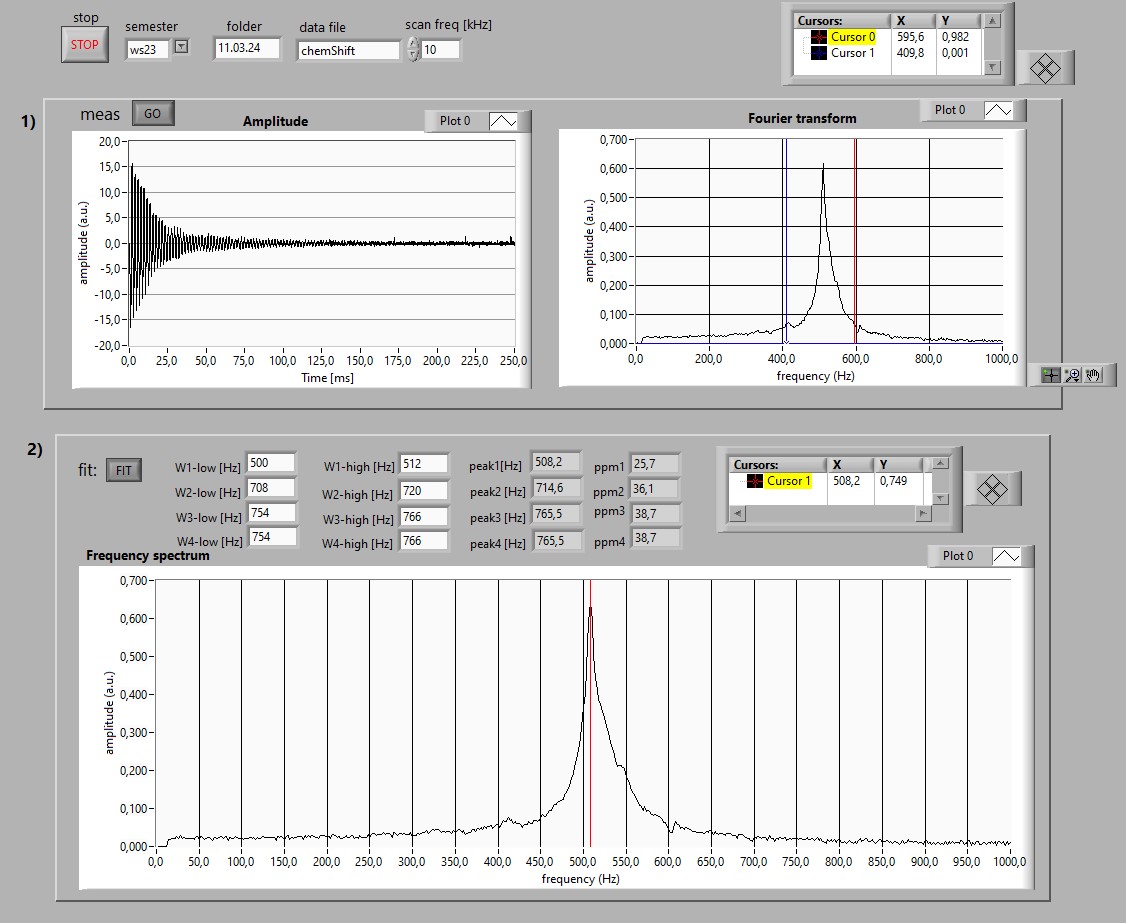 stop
STOP
semester
ws23
folder
11.03.24
data file
chemShift
scan freq [kHz]
10
Cursors: X Y
Cursor 0 595,6 0,982
Cursor 1 409,8 0,001
1)
meas GO
Amplitude
Plot 0
20,0
15,0
10,0
5,0
0,0
-5,0
-10,0
-15,0
-20,0
amplitude (a.u.)
0,0 25,0 50,0 75,0 100,0 125,0 150,0 175,0 200,0 225,0 250,0
Time [ms]
Fourier transform
Plot 0
0,700
0,600
0,500
0,400
0,300
0,200
0,100
0,000
amplitude (a.u.)
0,0 200,0 400,0 600,0 800,0 1000,0
frequency (Hz)
2)
fit: FIT
W1-low [Hz] 500 W1-high [Hz] 512 peak1[Hz] 508,2 ppm1 25,7
W2-low [Hz] 708 W2-high [Hz] 720 peak2 [Hz] 714,6 ppm2 36,1
W3-low [Hz] 754 W3-high [Hz] 766 peak3 [Hz] 765,5 ppm3 38,7
W4-low [Hz] 754 W4-high [Hz] 766 peak4 [Hz] 765,5 ppm4 38,7
Cursors: X Y
Cursor 1 508,2 0,749
Frequency spectrum
Plot 0
0,700
0,600
0,500
0,400
0,300
0,200
0,100
0,000
amplitude (a.u.)
0,0 50,0 100,0 150,0 200,0 250,0 300,0 350,0 400,0 450,0 500,0 550,0 600,0 650,0 700,0 750,0 800,0 850,0 900,0 950,0 1000,0
frequency (Hz)